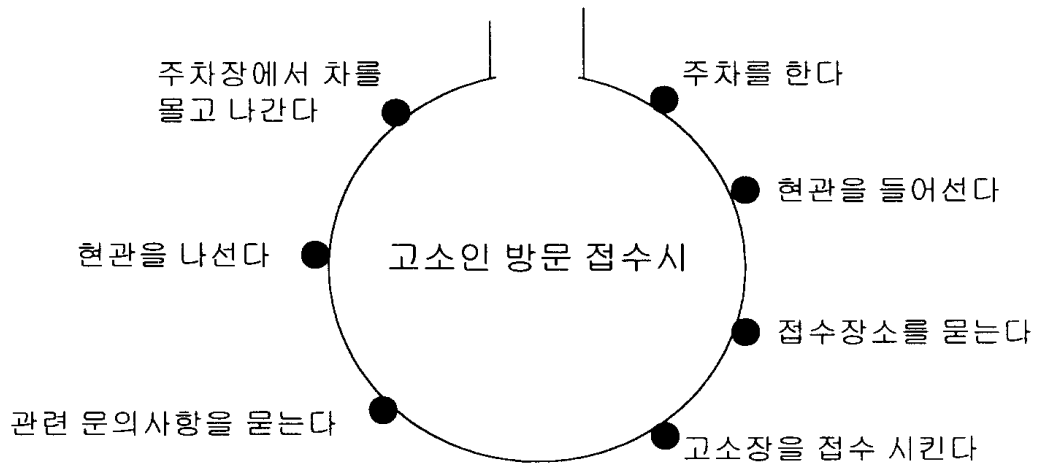 주차장에서 차를
몰고 나간다
주차를 한다
현관을 들어선다
현관을 나선다
고소인 방문 접수시
접수장소를 묻는다
관련 문의사항을 묻는다
고소장을 접수 시킨다